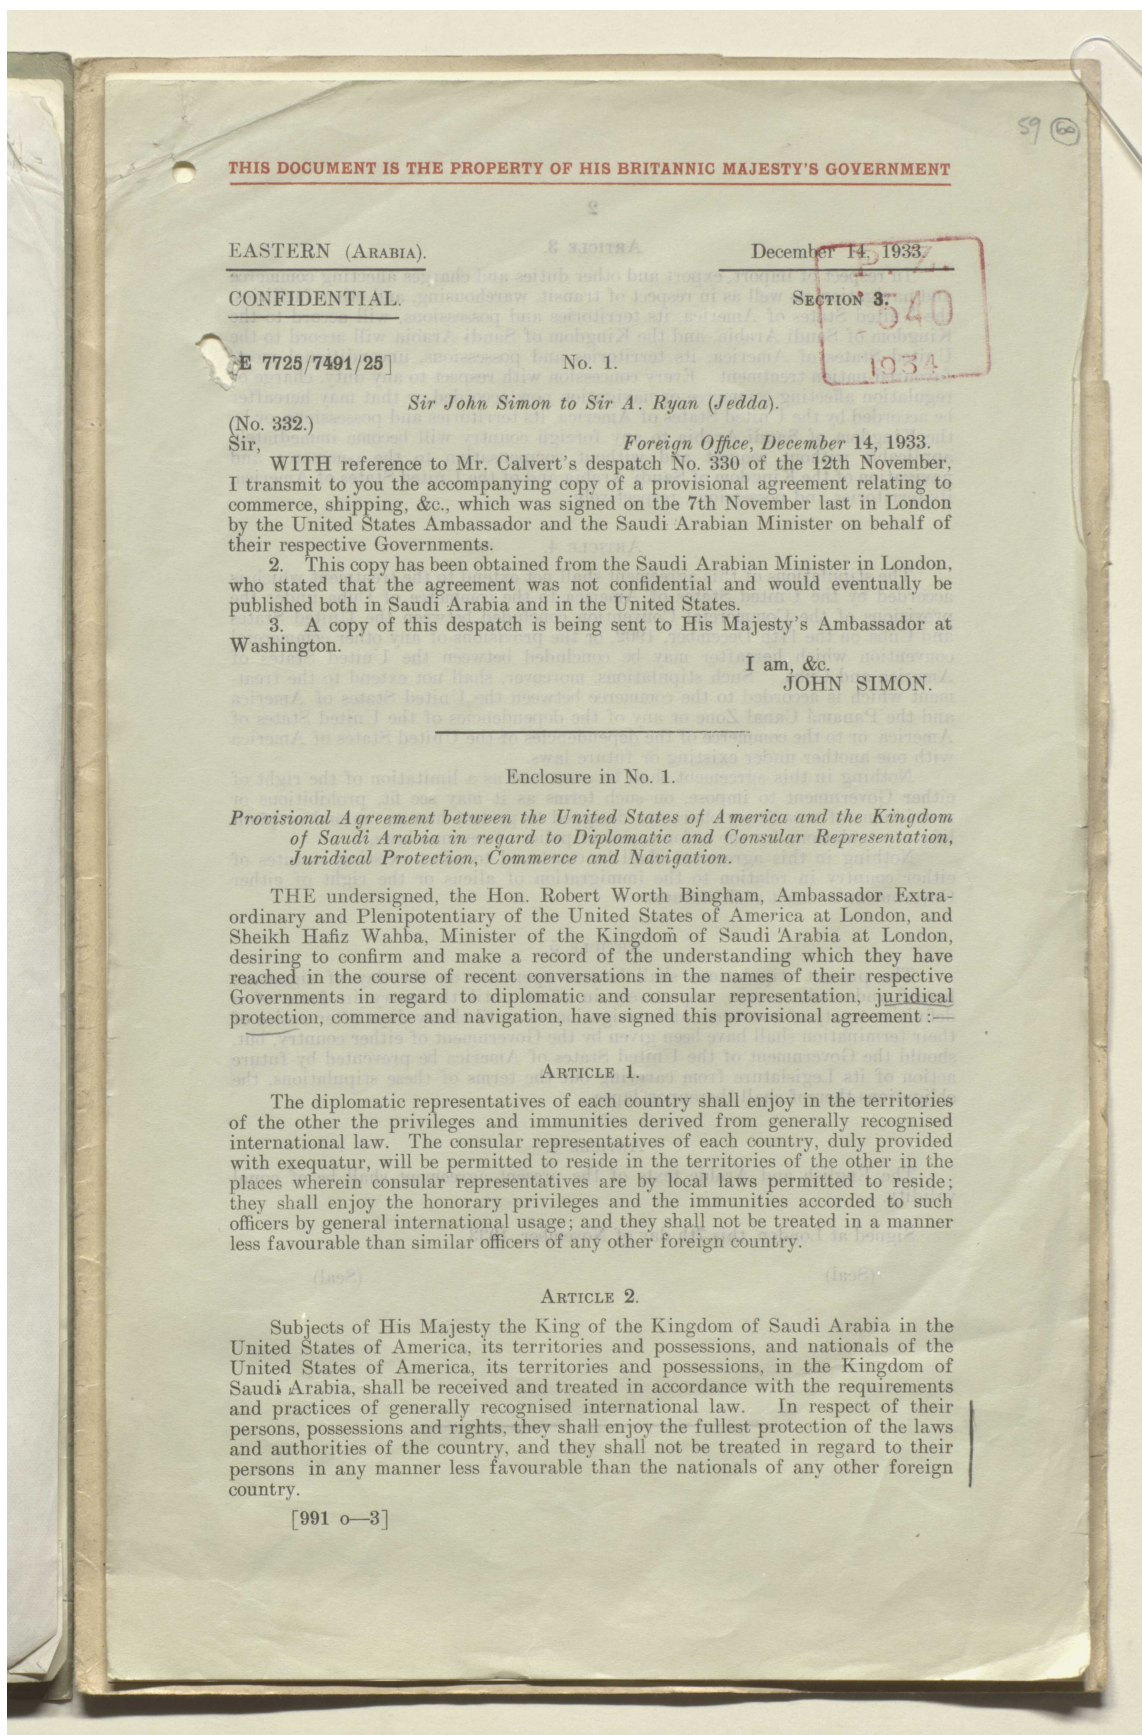 59 60
THIS DOCUMENT IS THE PROPERTY OF HIS BRITANNIC MAJESTY'S GOVERNMENT
EASTERN (ARABIA).
December 14, 1933.
CONFIDENTIAL.
SECTION 3.
P.Z.
540
1934
E 7725/7491/25]
No. 1.
Sir John Simon to Sir A. Ryan (Jedda).
(No. 332.)
Sir,
Foreign Office, December 14, 1933.
WITH reference to Mr. Calvert's despatch No. 330 of the 12th November,
I transmit to you the accompanying copy of a provisional agreement relating to
commerce, shipping, &c., which was signed on the 7th November last in London
by the United States Ambassador and the Saudi Arabian Minister on behalf of
their respective Governments.
2. This copy has been obtained from the Saudi Arabian Minister in London,
who stated that the agreement was not confidential and would eventually be
published both in Saudi Arabia and in the United States.
3. A copy of this despatch is being sent to His Majesty's Ambassador at
Washington.
I am, &c.
JOHN SIMON.
Enclosure in No. 1.
Provisional Agreement between the United States of America and the Kingdom
of Saudi Arabia in regard to Diplomatic and Consular Representation,
Juridical Protection, Commerce and Navigation.
THE undersigned, the Hon. Robert Worth Bingham, Ambassador Extra-
ordinary and Plenipotentiary of the United States of America at London, and
Sheikh Hafiz Wahba, Minister of the Kingdom of Saudi Arabia at London,
desiring to confirm and make a record of the understanding which they have
reached in the course of recent conversations in the names of their respective
Governments in regard to diplomatic and consular representation, juridical
protection, commerce and navigation, have signed this provisional agreement:—
ARTICLE 1.
The diplomatic representatives of each country shall enjoy in the territories
of the other the privileges and immunities derived from generally recognised
international law. The consular representatives of each country, duly provided
with exequatur, will be permitted to reside in the territories of the other in the
places wherein consular representatives are by local laws permitted to reside;
they shall enjoy the honorary privileges and the immunities accorded to such
officers by general international usage; and they shall not be treated in a manner
less favourable than similar officers of any other foreign country.
ARTICLE 2.
Subjects of His Majesty the King of the Kingdom of Saudi Arabia in the
United States of America, its territories and possessions, and nationals of the
United States of America, its territories and possessions, in the Kingdom of
Saudi Arabia, shall be received and treated in accordance with the requirements
and practices of generally recognised international law. In respect of their
persons, possessions and rights, they shall enjoy the fullest protection of the laws
and authorities of the country, and they shall not be treated in regard to their
persons in any manner less favourable than the nationals of any other foreign
country.
[991 o—3]